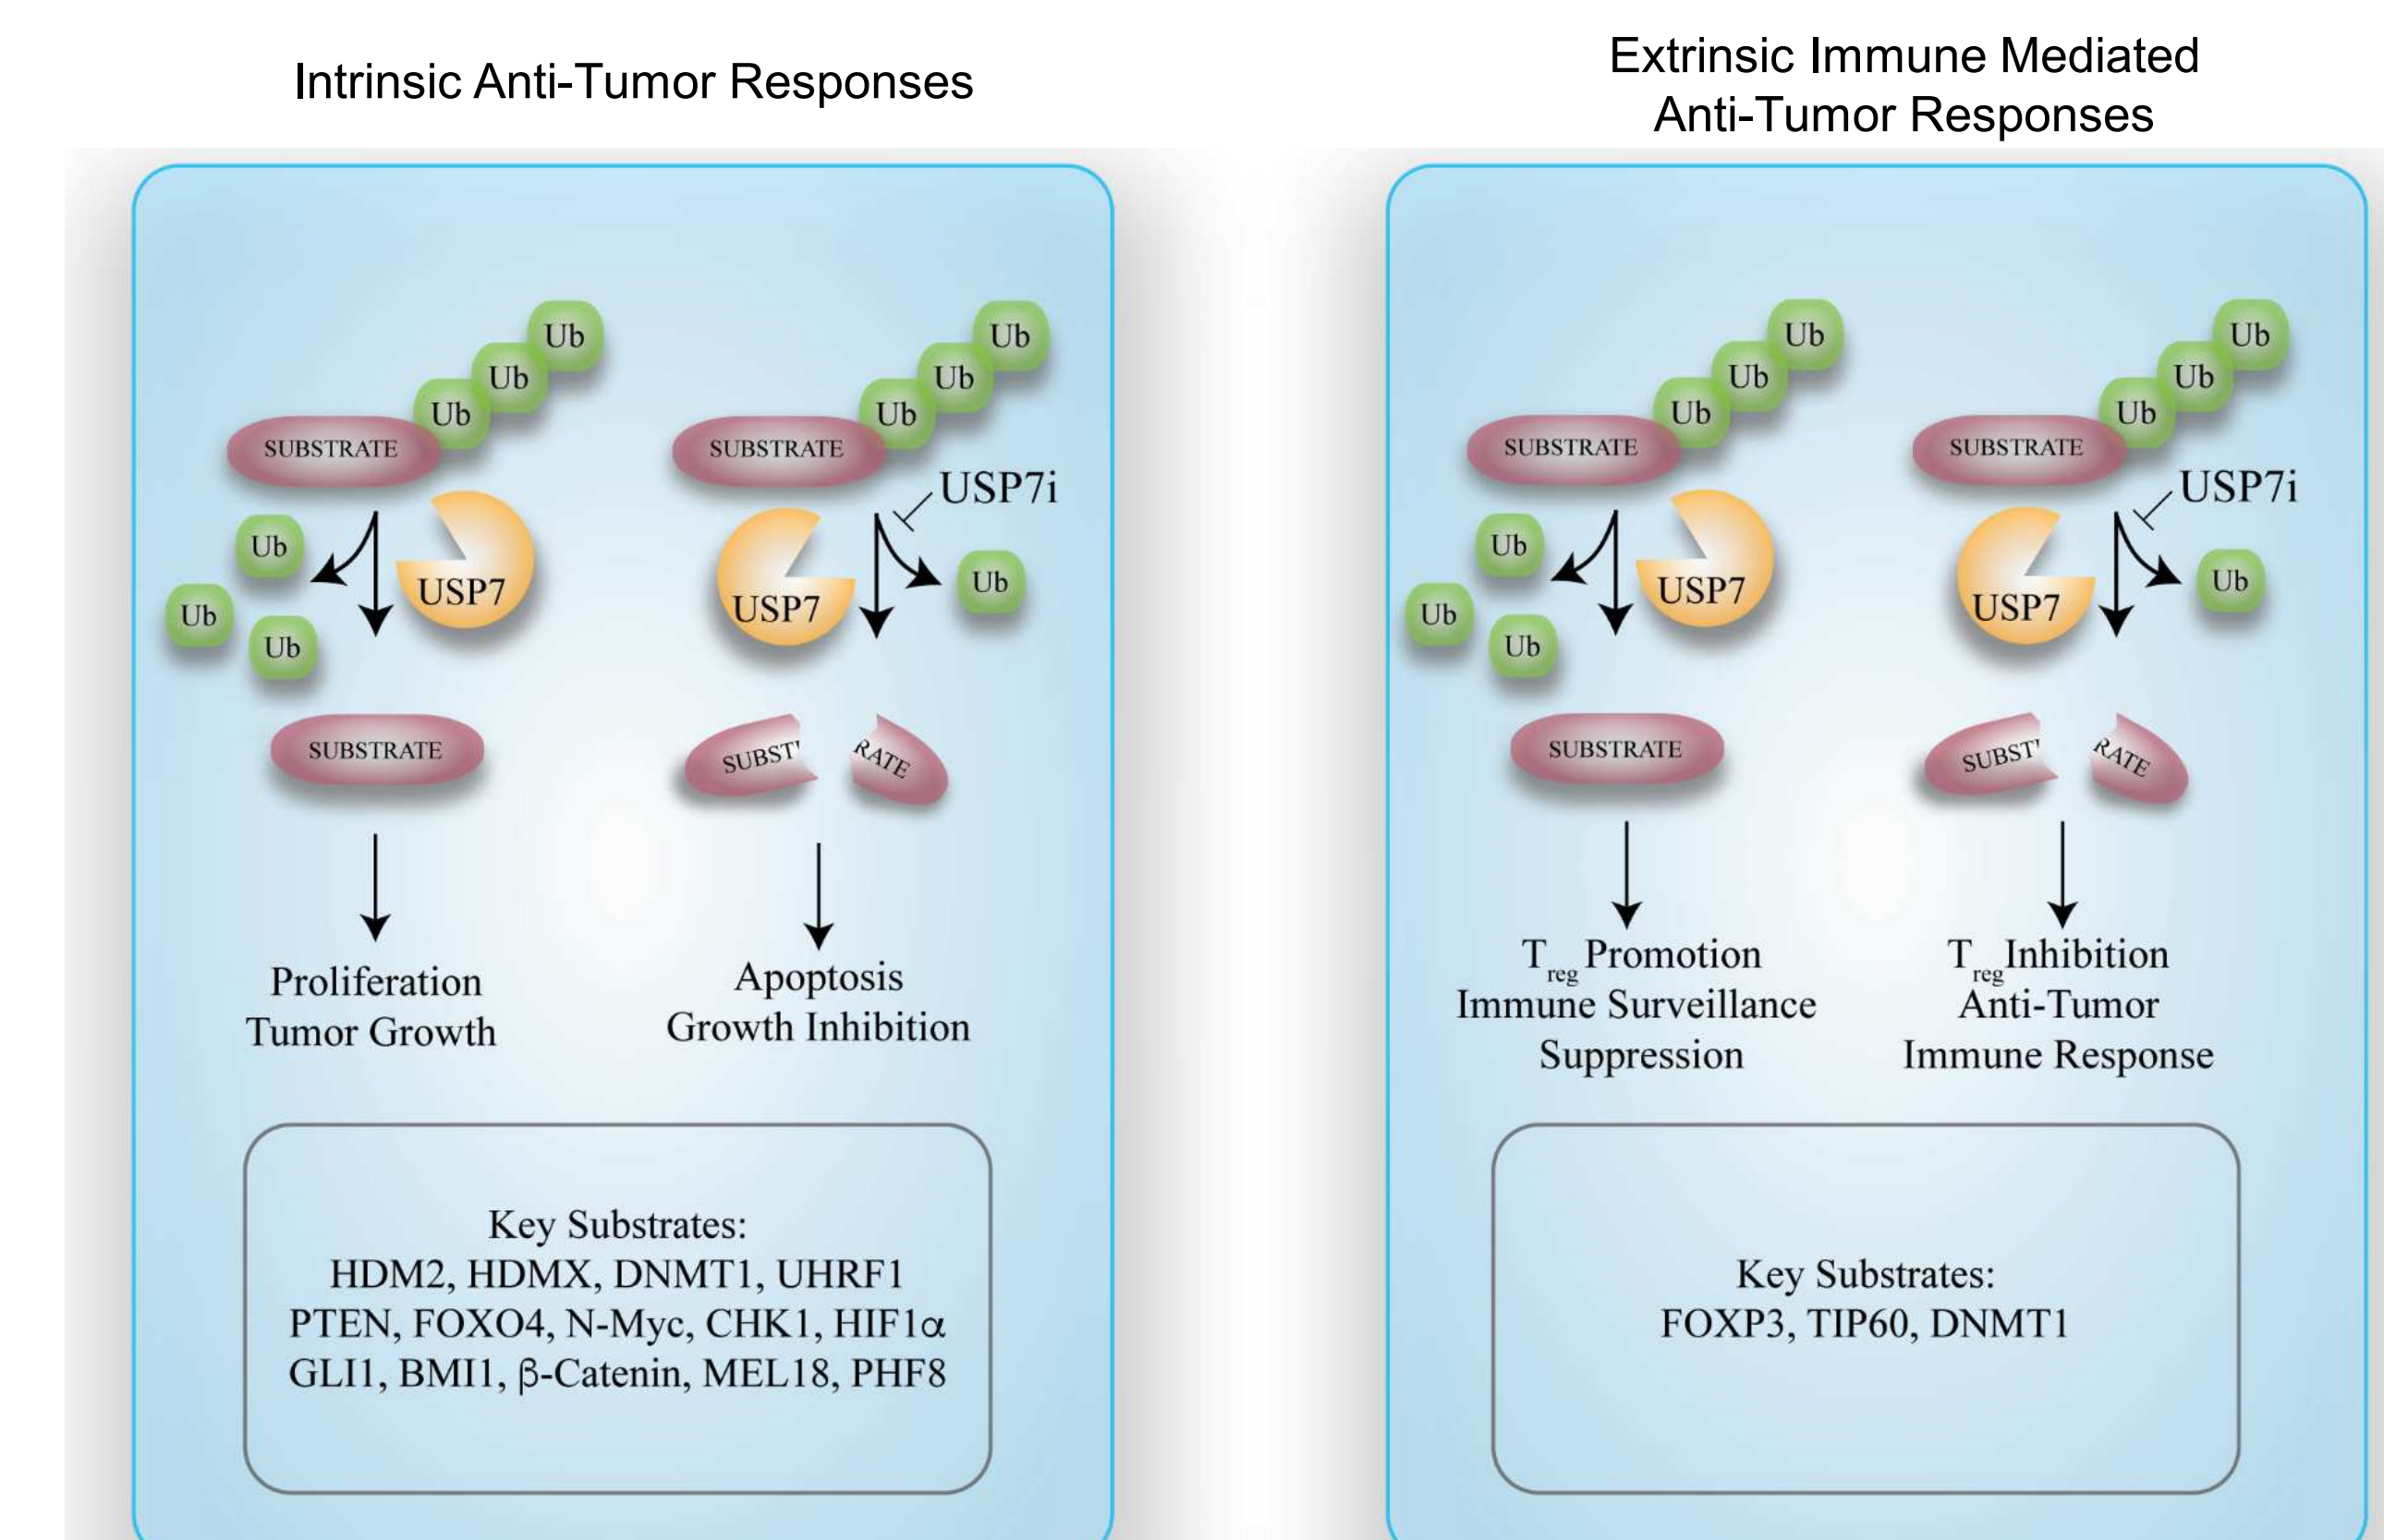 Intrinsic Anti-Tumor Responses
Ub
Ub
Ub
SUBSTRATE
Ub
Ub
Ub
USP7
SUBSTRATE
Proliferation
Tumor Growth
Ub
Ub
Ub
SUBSTRATE
USP7i
USP7
Ub
SUBST
RATE
Apoptosis
Growth Inhibition
Key Substrates:
HDM2, HDMX, DNMT1, UHRF1
PTEN, FOXO4, N-Myc, CHK1, HIF1α
GLI1, BMI1, β-Catenin, MEL18, PHF8
Extrinsic Immune Mediated
Anti-Tumor Responses
Ub
Ub
Ub
SUBSTRATE
Ub
Ub
Ub
USP7
SUBSTRATE
Treg Promotion
Immune Surveillance
Suppression
Ub
Ub
Ub
SUBSTRATE
USP7i
USP7
Ub
SUBST
RATE
Treg Inhibition
Anti-Tumor
Immune Response
Key Substrates:
FOXP3, TIP60, DNMT1